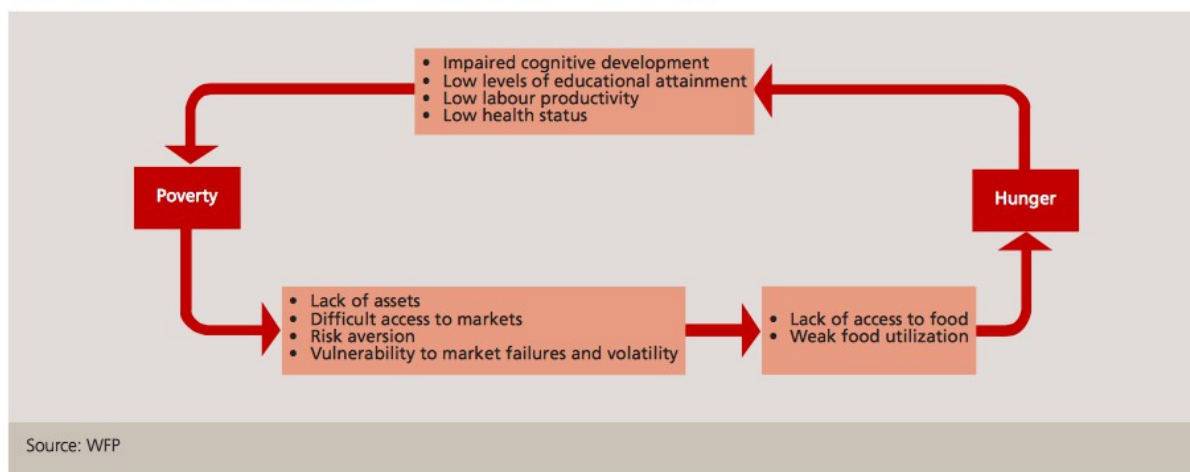 • Impaired cognitive development
• Low levels of educational attainment
• Low labour productivity
• Low health status
Poverty
Hunger
• Lack of assets
• Difficult access to markets
• Risk aversion
• Vulnerability to market failures and volatility
• Lack of access to food
• Weak food utilization
Source: WFP